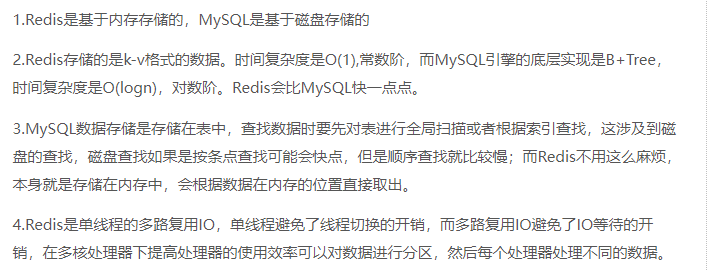 1.Redis是基于内存存储的，MySQL是基于磁盘存储的
2.Redis存储的是k-v格式的数据。时间复杂度是O(1),常数阶，而MySQL引擎的底层实现是B+Tree，
时间复杂度是O(logn)，对数阶。Redis会比MySQL快一点点。
3.MySQL数据存储是存储在表中，查找数据时要先对表进行全局扫描或者根据索引查找，这涉及到磁
盘的查找，磁盘查找如果是按条点查找可能会快点，但是顺序查找就比较慢；而Redis不用这么麻烦，
本身就是存储在内存中，会根据数据在内存的位置直接取出。
4.Redis是单线程的多路复用IO，单线程避免了线程切换的开销，而多路复用IO避免了IO等待的开
销，在多核处理器下提高处理器的使用效率可以对数据进行分区，然后每个处理器处理不同的数据。